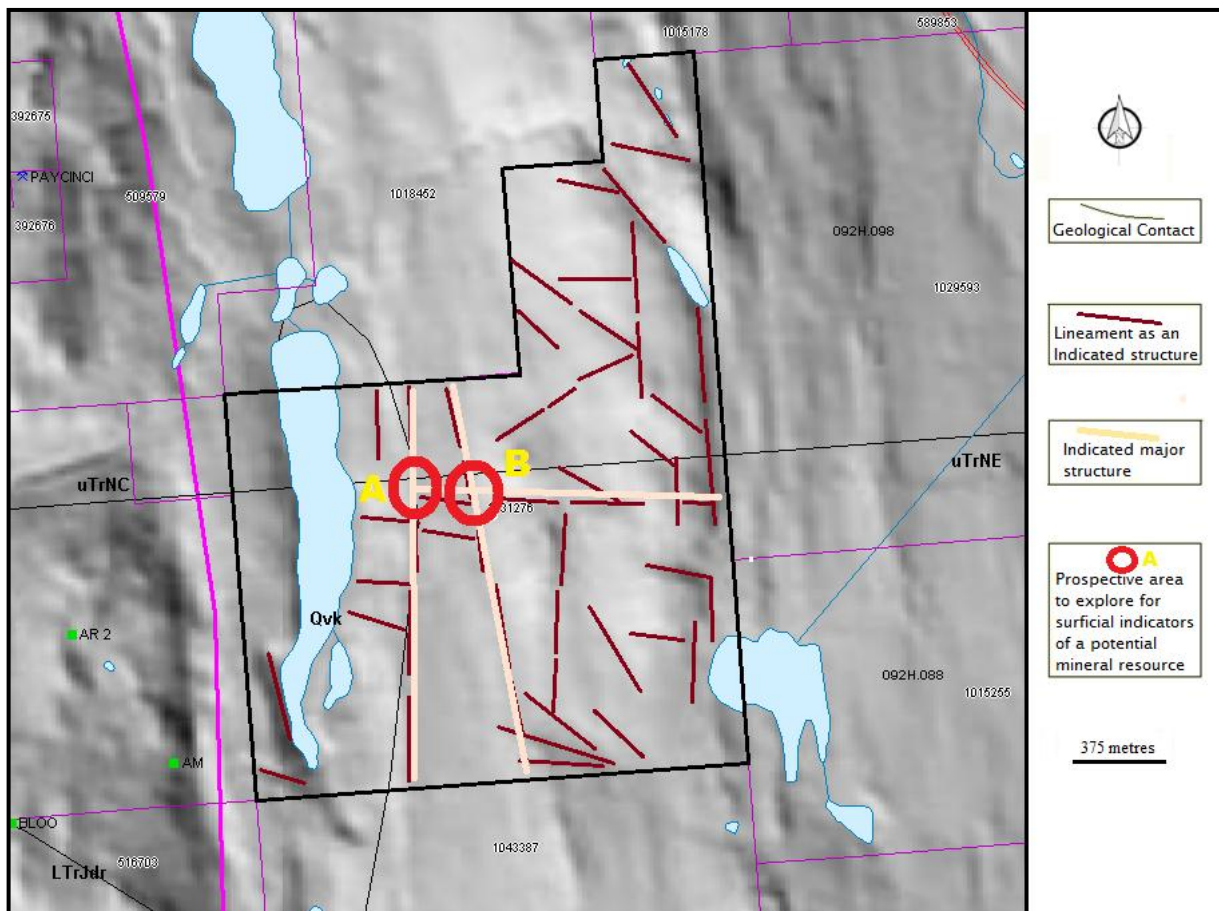 1015178
589853
392675
PAYCINCI
509579
1018452
392676
092H.098
1029593
A
B
uTrNC
uTrNE
Qvk
AR 2
092H.088
1015255
AM
BLOO
1043387
516703
LTrJdr
Geological Contact
Lineament as an
Indicated structure
Indicated major
structure
A
Prospective area
to explore for
surficial indicators
of a potential
mineral resource
375 metres